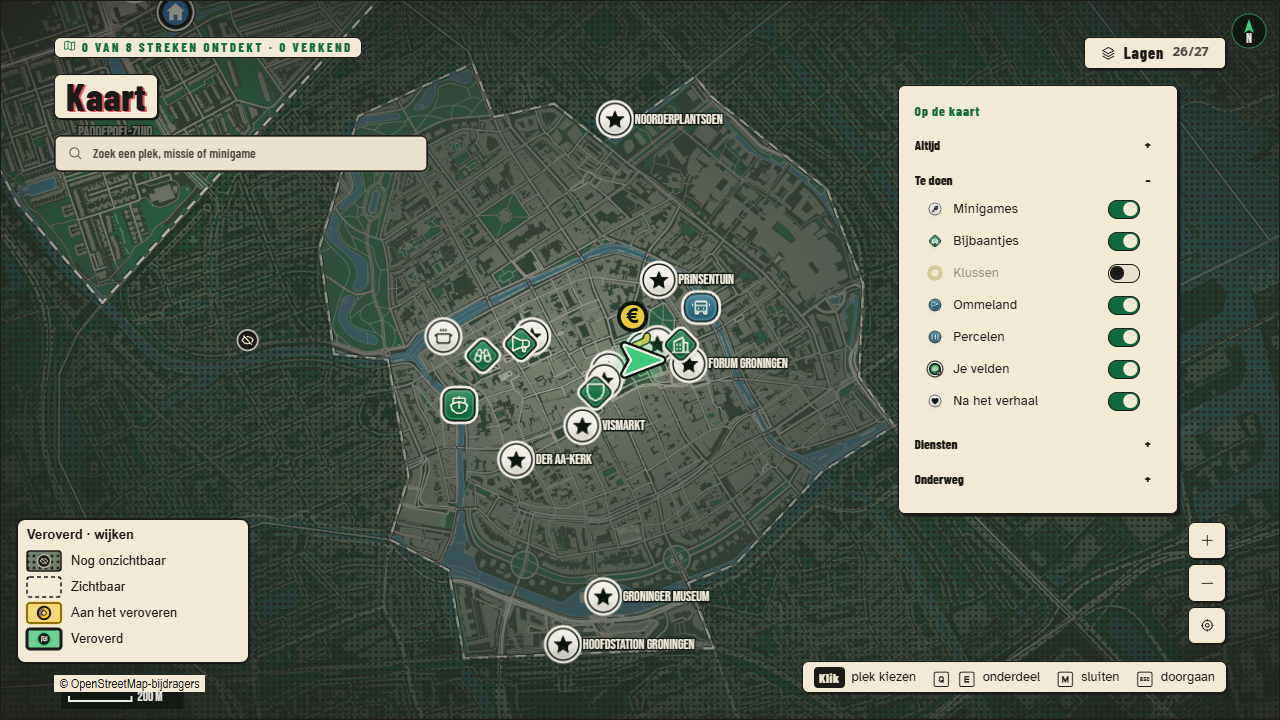 0 VAN 8 STREKEN ONTDEKT · 0 VERKEND
Kaart
PADDEPOEL-ZUID
Zoek een plek, missie of minigame
N
Lagen 26/27
Op de kaart
Altijd +
Te doen -
Minigames
Bijbaantjes
Klussen
Ommeland
Percelen
Je velden
Na het verhaal
Diensten +
Onderweg +
NOORDERPLANTSOEN
PRINSENTUIN
€
FORUM GRONINGEN
VISMARKT
DER AA-KERK
GRONINGER MUSEUM
HOOFDSTATION GRONINGEN
Veroverd · wijken
Nog onzichtbaar
Zichtbaar
Aan het veroveren
Veroverd
© OpenStreetMap-bijdragers
200 M
+
−
Klik plek kiezen Q E onderdeel M sluiten ESC doorgaan